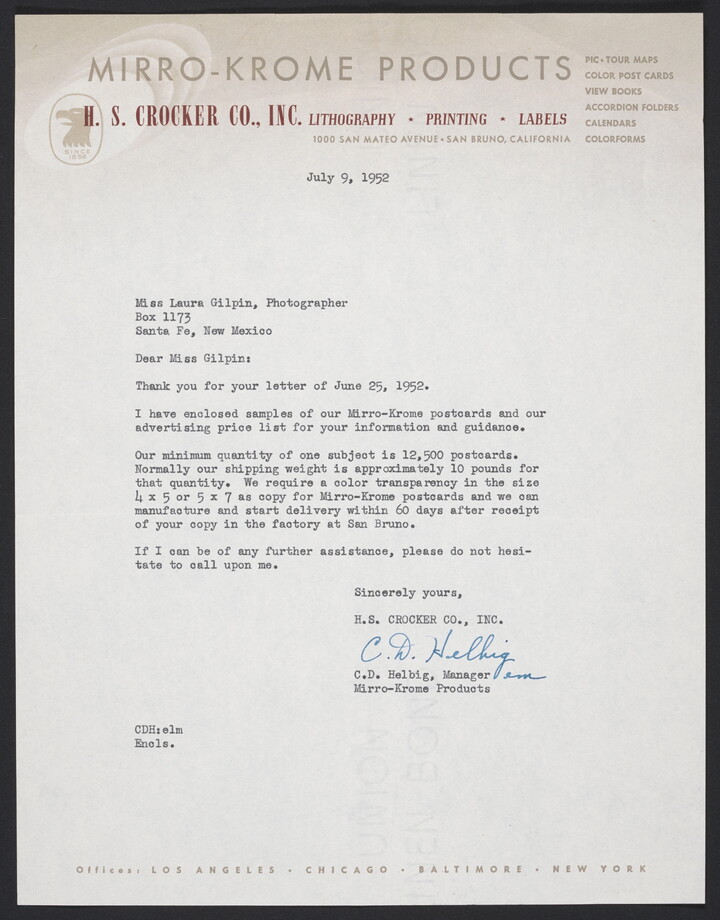 MIRRO-KROME PRODUCTS
H. S. CROCKER CO., INC. LITHOGRAPHY • PRINTING • LABELS
1000 SAN MATEO AVENUE • SAN BRUNO, CALIFORNIA
SINCE
1856
PIC • TOUR MAPS
COLOR POST CARDS
VIEW BOOKS
ACCORDION FOLDERS
CALENDARS
COLORFORMS
July 9, 1952
Miss Laura Gilpin, Photographer
Box 1173
Santa Fe, New Mexico
Dear Miss Gilpin:
Thank you for your letter of June 25, 1952.
I have enclosed samples of our Mirro-Krome postcards and our
advertising price list for your information and guidance.
Our minimum quantity of one subject is 12,500 postcards.
Normally our shipping weight is approximately 10 pounds for
that quantity. We require a color transparency in the size
4 x 5 or 5 x 7 as copy for Mirro-Krome postcards and we can
manufacture and start delivery within 60 days after receipt
of your copy in the factory at San Bruno.
If I can be of any further assistance, please do not hesi-
tate to call upon me.
Sincerely yours,
H.S. CROCKER CO., INC.
C.D. Helbig
C.D. Helbig, Manager em
Mirro-Krome Products
CDH:elm
Encls.
Offices: LOS ANGELES • CHICAGO • BALTIMORE • NEW YORK